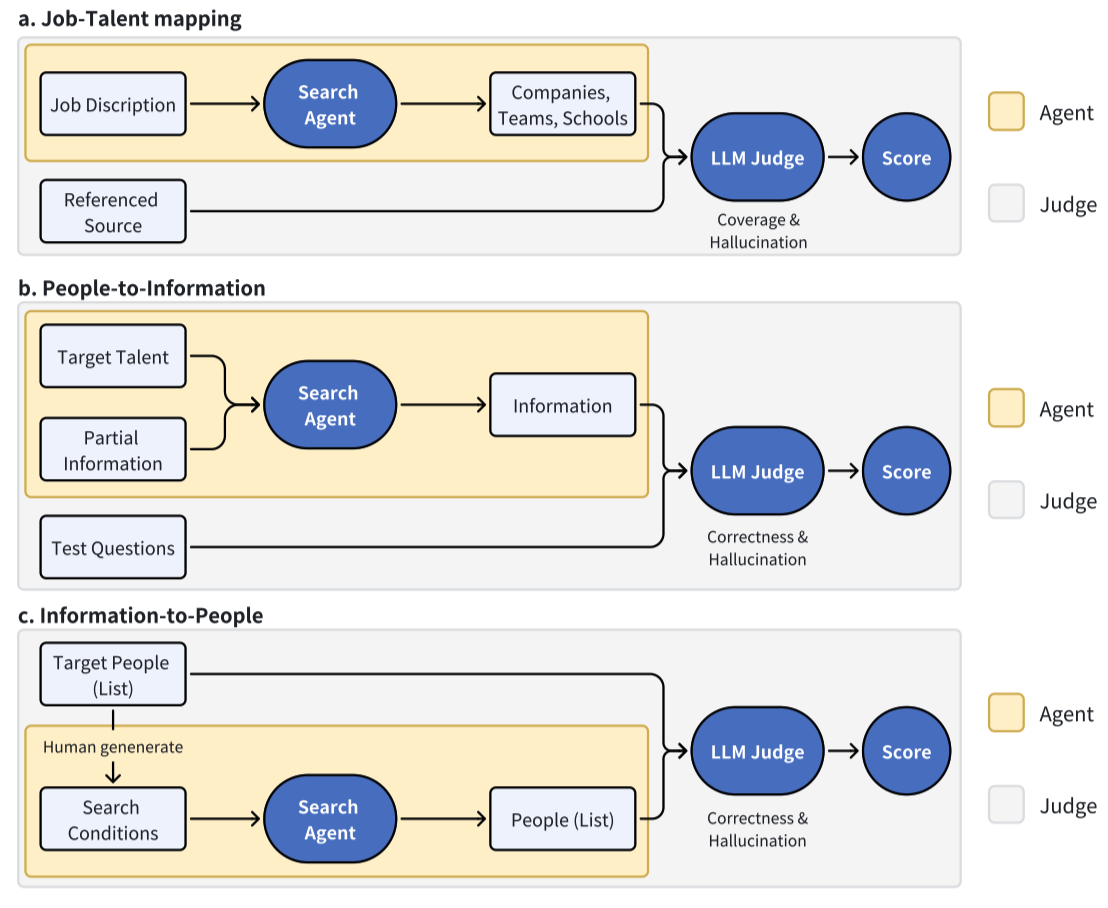 a. Job-Talent mapping
Job Discription
Search
Agent
Companies,
Teams, Schools
Referenced
Source
LLM Judge
Coverage &
Hallucination
Score
Agent
Judge
b. People-to-Information
Target Talent
Partial
Information
Search
Agent
Information
Test Questions
LLM Judge
Correctness &
Hallucination
Score
Agent
Judge
c. Information-to-People
Target People
(List)
Human genenerate
Search
Conditions
Search
Agent
People (List)
LLM Judge
Correctness &
Hallucination
Score
Agent
Judge